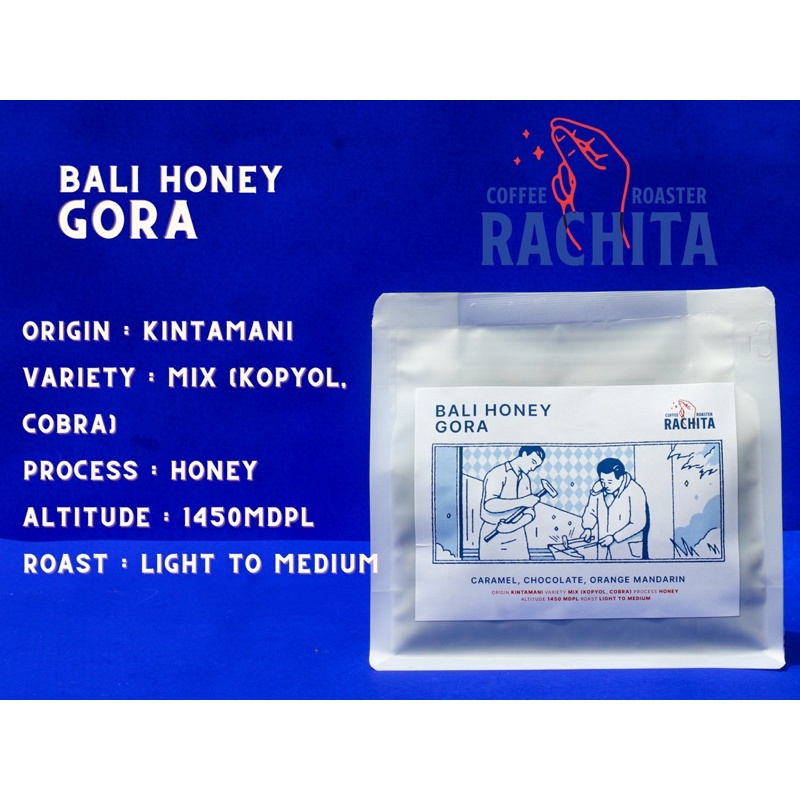 BALI HONEY
GORA
COFFEE ROASTER
RACHITA
ORIGIN : KINTAMANI
VARIETY : MIX (KOPYOL,
COBRA)
PROCESS : HONEY
ALTITUDE : 1450MDPL
ROAST : LIGHT TO MEDIUM
BALI HONEY
GORA
COFFEE ROASTER
RACHITA
CARAMEL, CHOCOLATE, ORANGE MANDARIN
ORIGIN KINTAMANI VARIETY MIX (KOPYOL, COBRA) PROCESS HONEY
ALTITUDE 1450 MDPL ROAST LIGHT TO MEDIUM